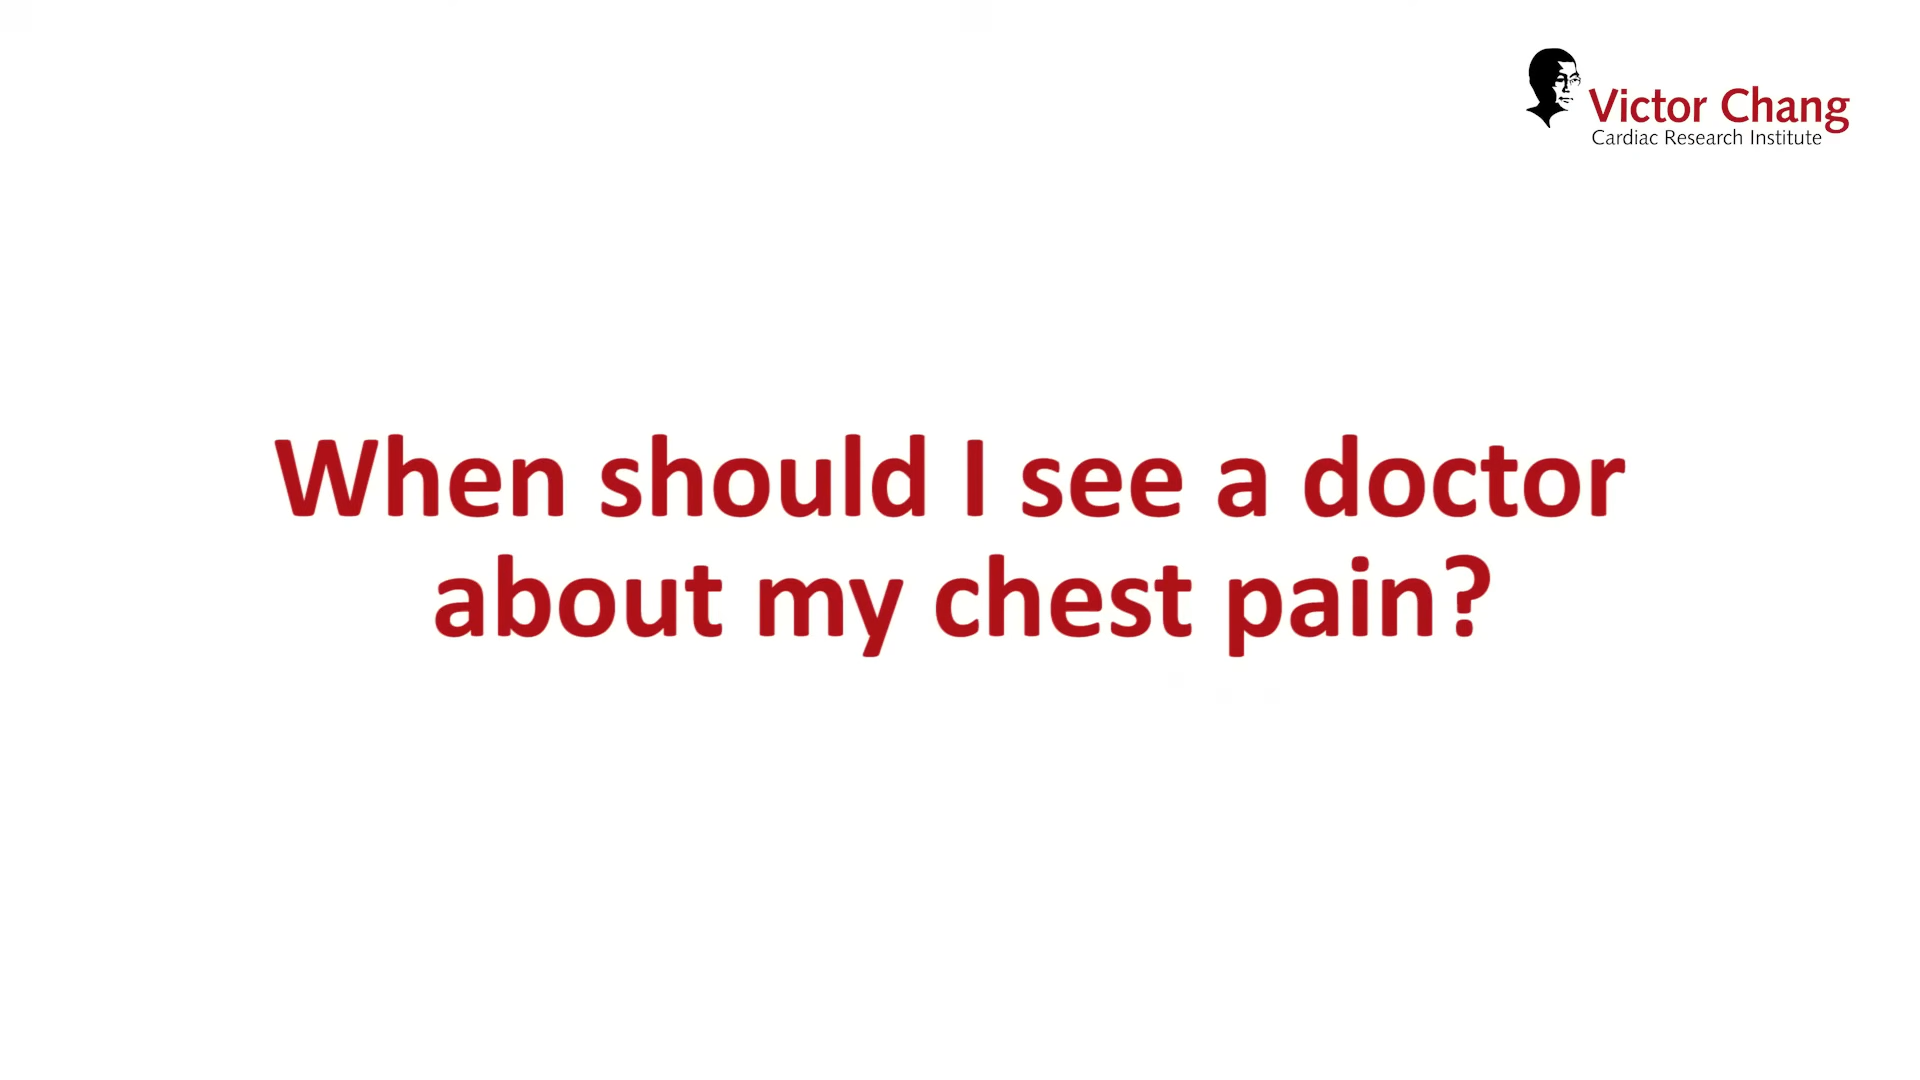 Victor Chang
Cardiac Research Institute
When should I see a doctor
about my chest pain?